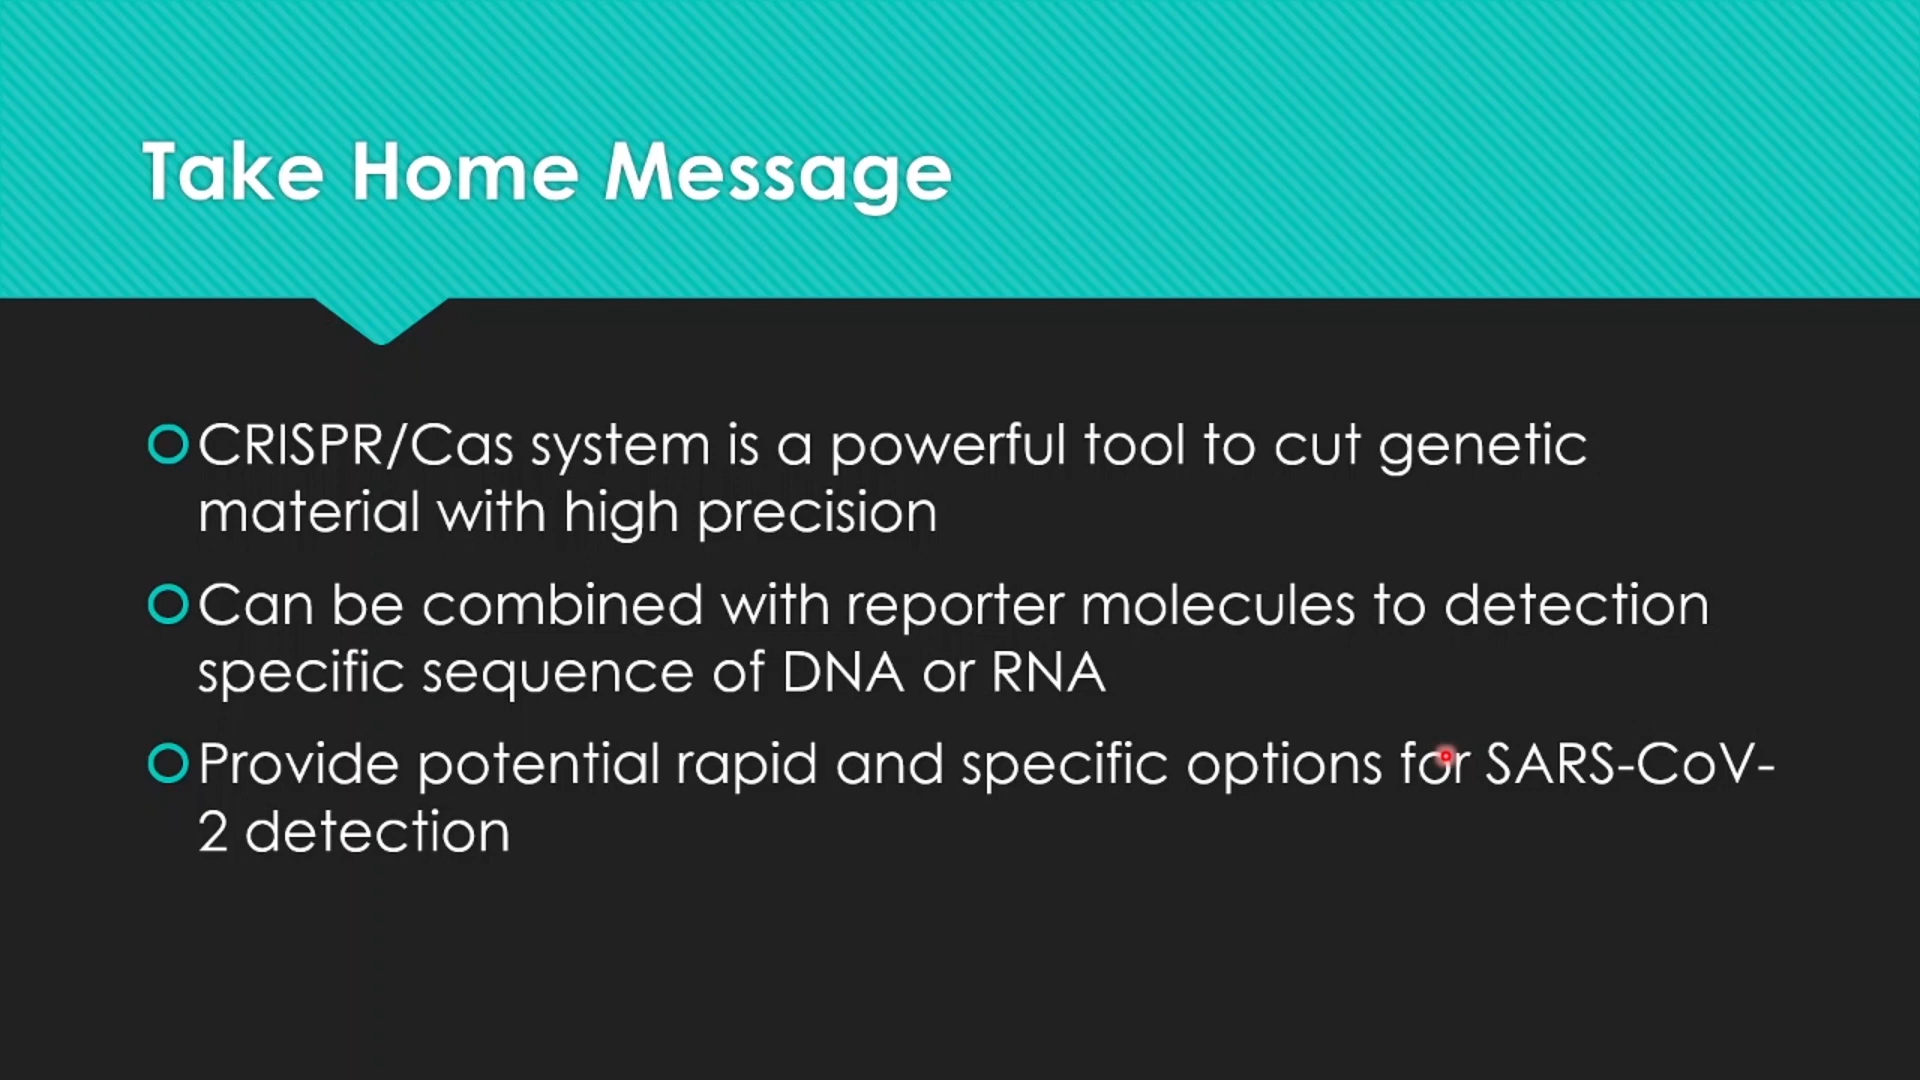 Take Home Message
CRISPR/Cas system is a powerful tool to cut genetic
material with high precision
Can be combined with reporter molecules to detection
specific sequence of DNA or RNA
Provide potential rapid and specific options for SARS-CoV-
2 detection